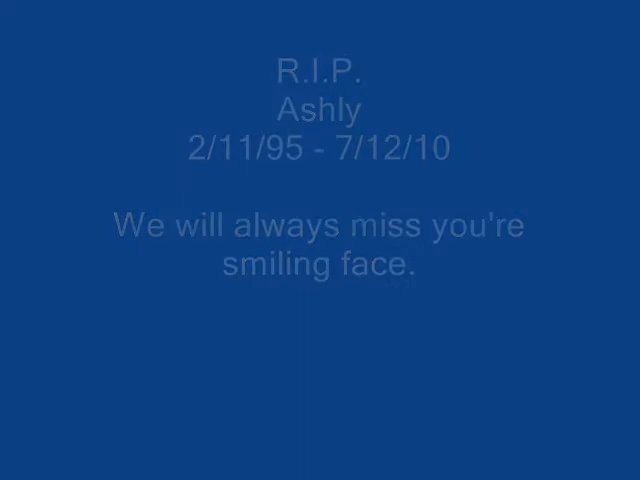 R.I.P.
Ashly
2/11/95 - 7/12/10
We will always miss you're
smiling face.